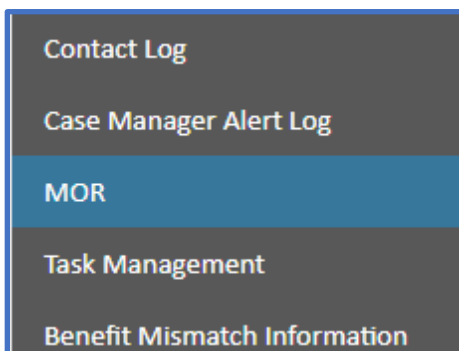 Contact Log
Case Manager Alert Log
MOR
Task Management
Benefit Mismatch Information